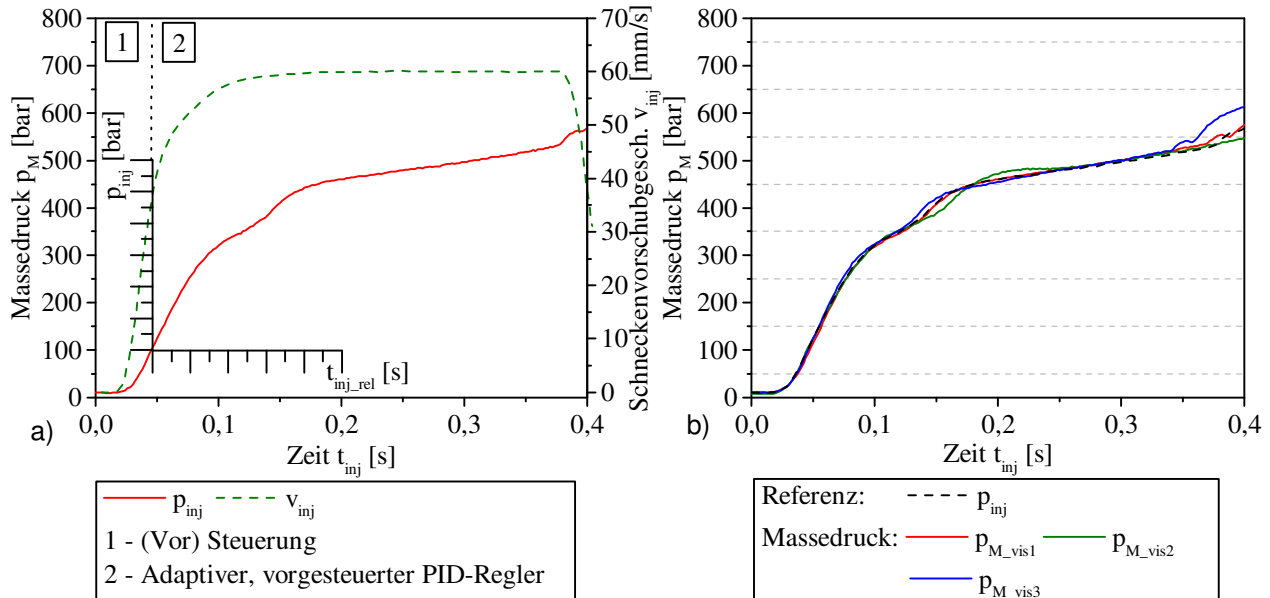 800
700
600
500
400
300
200
100
0
Massedruck p_M [bar]
1
2
p_inj [bar]
t_inj_rel [s]
70
60
50
40
30
20
10
0
Schneckenvorschubgesch. v_inj [mm/s]
0,0
0,1
0,2
0,3
0,4
a)
Zeit t_inj [s]
p_inj
v_inj
1 - (Vor) Steuerung
2 - Adaptiver, vorgesteuerter PID-Regler
800
700
600
500
400
300
200
100
0
Massedruck p_M [bar]
0,0
0,1
0,2
0,3
0,4
b)
Zeit t_inj [s]
Referenz: p_inj
Massedruck: p_M_vis1 p_M_vis2
p_M_vis3